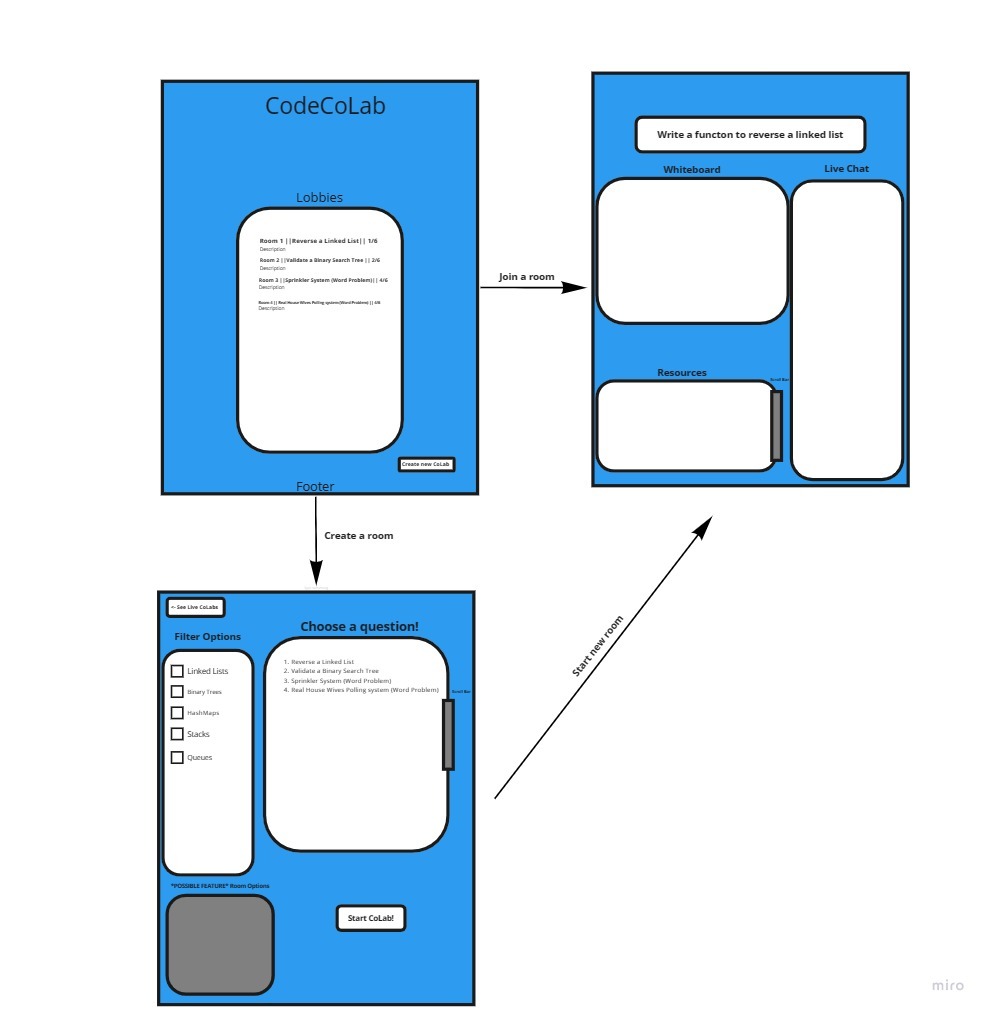 CodeCoLab
Lobbies
Room 1 ||Reverse a Linked List|| 1/6
Description
Room 2 ||Validate a Binary Search Tree || 2/6
Description
Room 3 ||Sprinkler System (Word Problem)|| 4/6
Description
Room 4 || Real House Wives Polling system (Word Problem) ||
Description
Create new CoLab
Footer
Join a room
Write a functon to reverse a linked list
Whiteboard
Live Chat
Resources
Scroll Bar
Create a room
<- See Live CoLabs
Filter Options
Linked Lists
Binary Trees
HashMaps
Stacks
Queues
Choose a question!
1. Reverse a Linked List
2. Validate a Binary Search Tree
3. Sprinkler System (Word Problem)
4. Real House Wives Polling system (Word Problem)
Scroll Bar
*POSSIBLE FEATURE* Room Options
Start CoLab!
Start new room
miro